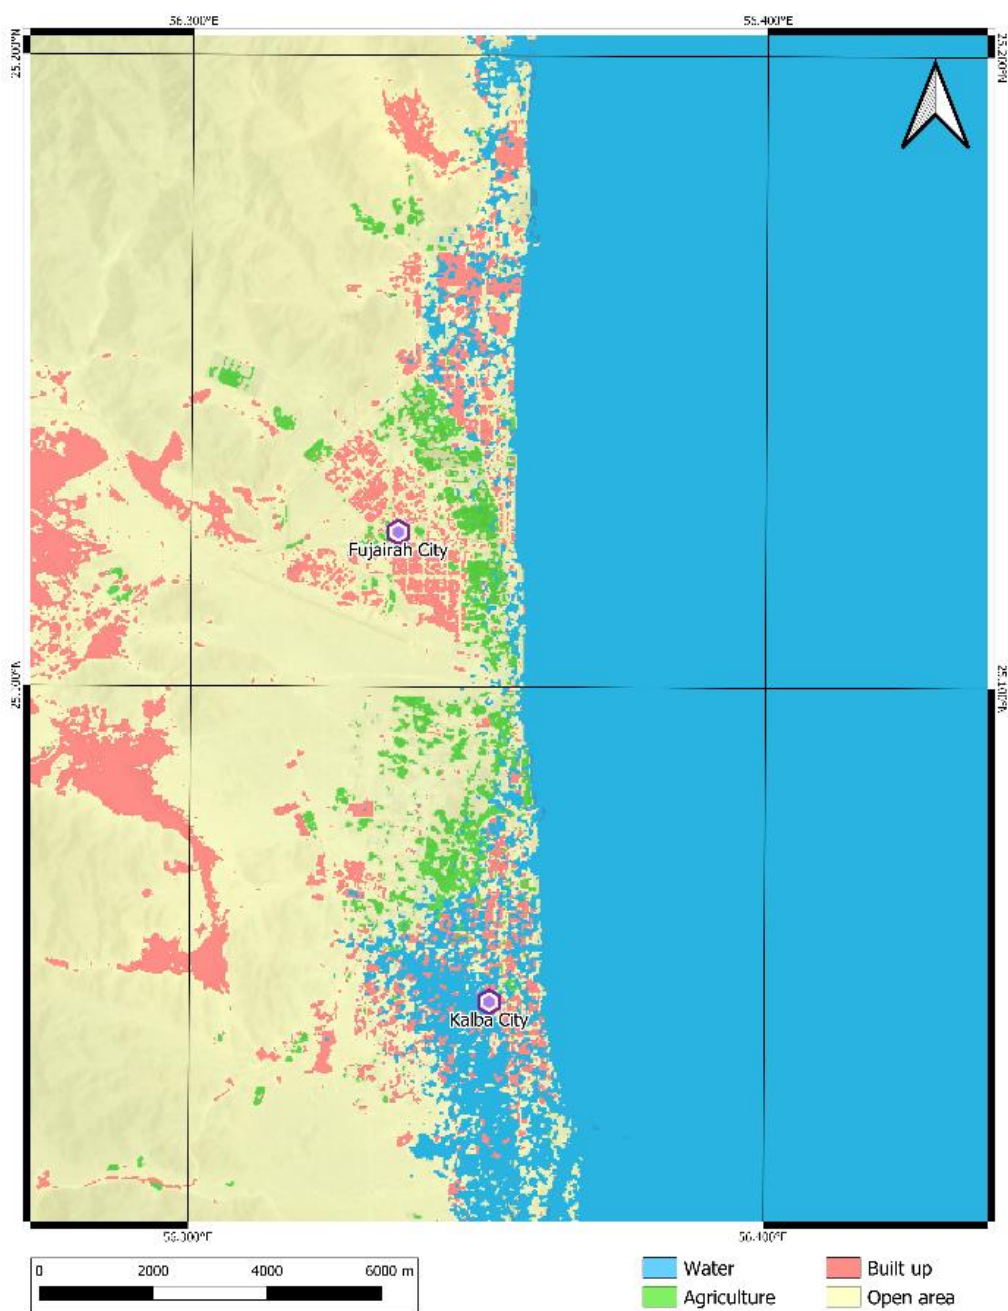 56.300°E 56.400°E
25.200°N 25.200°N
Fujairah City
25.100°N 25.100°N
Kalba City
56.300°E 56.400°E
0 2000 4000 6000 m
Water Built up
Agriculture Open area